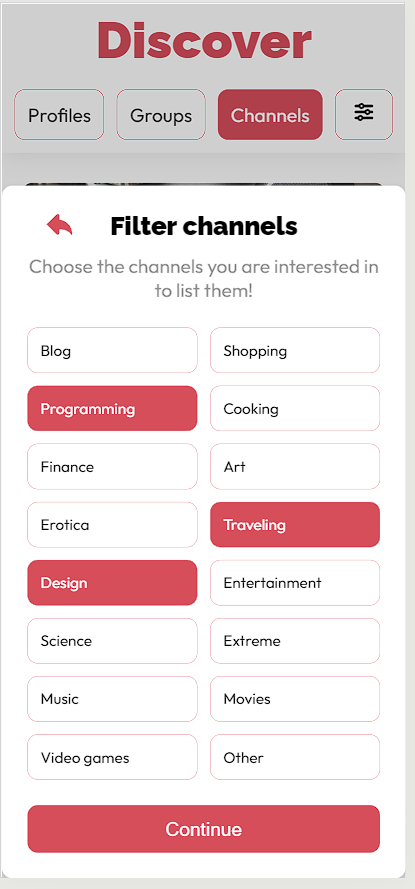 Discover
Profiles
Groups
Channels
Filter channels
Choose the channels you are interested in
to list them!
Blog
Shopping
Programming
Cooking
Finance
Art
Erotica
Traveling
Design
Entertainment
Science
Extreme
Music
Movies
Video games
Other
Continue